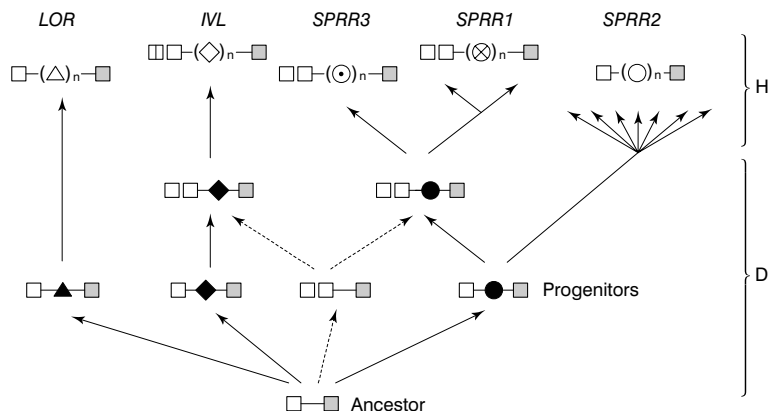 LOR IVL SPRR3 SPRR1 SPRR2
( )n ( )n ( )n ( )n ( )n
H
D
Progenitors
Ancestor